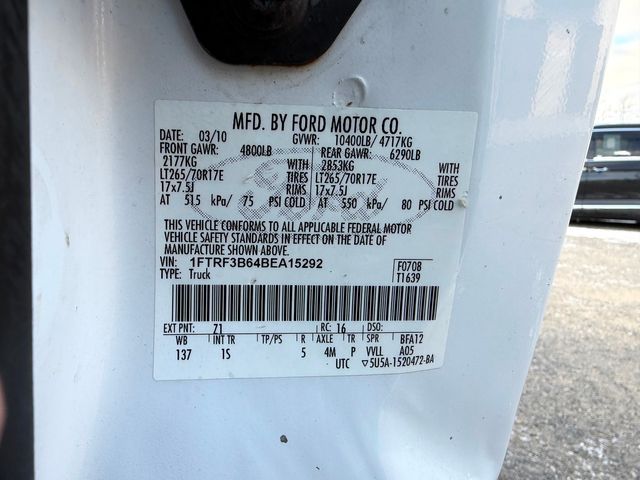 MFD. BY FORD MOTOR CO.
DATE: 03/10 GVWR: 10400LB/ 4717KG
FRONT GAWR: 4800LB REAR GAWR: 6290LB
2177KG WITH 2853KG WITH
LT265/70R17E TIRES LT265/70R17E TIRES
17x7.5J RIMS 17x7.5J RIMS
AT 515 kPa/ 75 PSI COLD AT 550 kPa/ 80 PSI COLD
THIS VEHICLE CONFORMS TO ALL APPLICABLE FEDERAL MOTOR
VEHICLE SAFETY STANDARDS IN EFFECT ON THE DATE OF
MANUFACTURE SHOWN ABOVE.
VIN: 1FTRF3B64BEA15292 F0708
TYPE: Truck T1639
EXT PNT: Z1 RC: 16 DSO:
WB INT TR TP/PS R AXLE TR SPR BFA12
137 1S 5 4M P VVLL A05
UTC ▽5U5A-1520472-BA